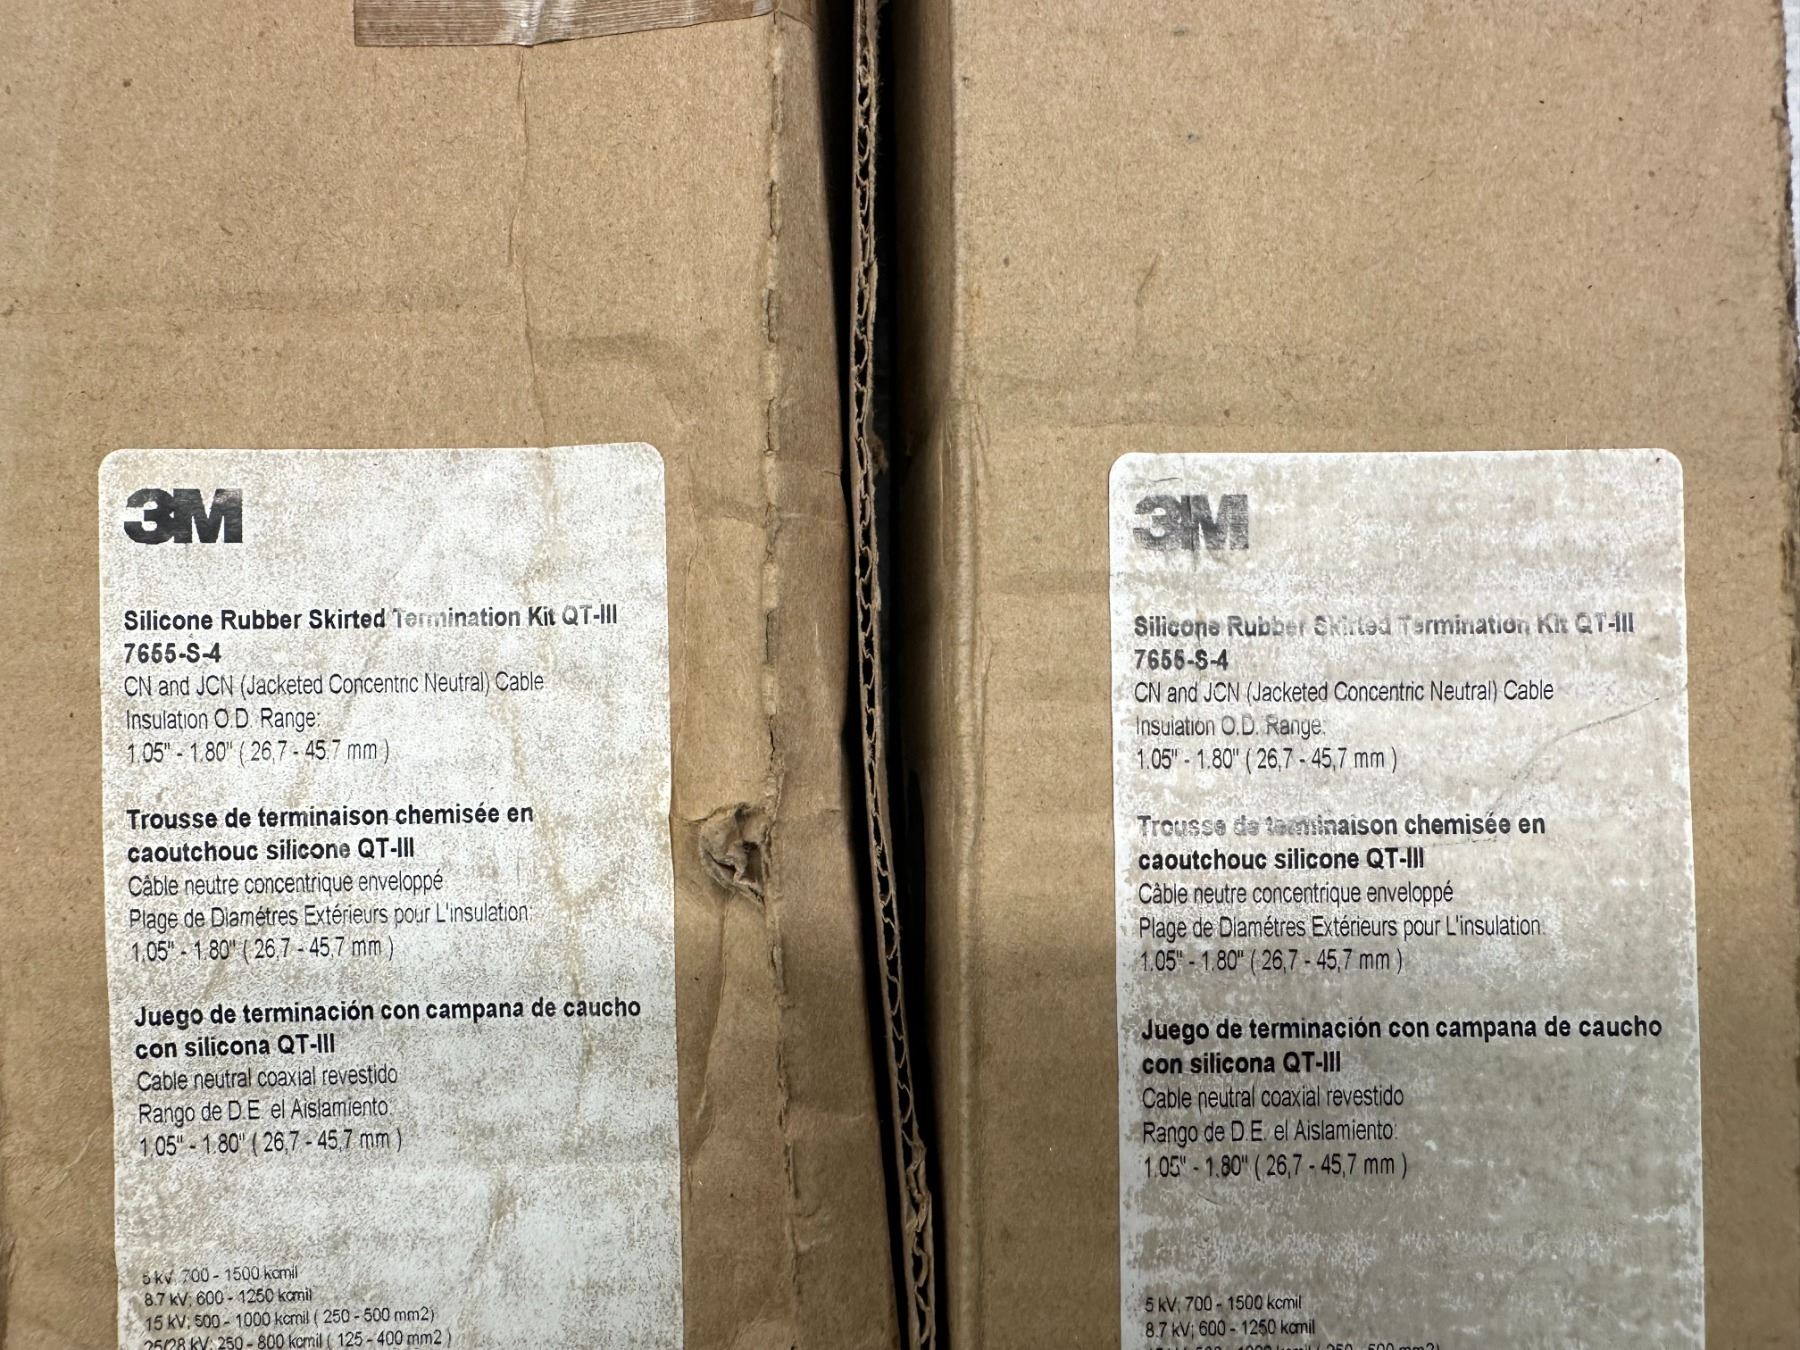 3M
Silicone Rubber Skirted Termination Kit QT-III
7655-S-4
CN and JCN (Jacketed Concentric Neutral) Cable
Insulation O.D. Range:
1.05" - 1.80" ( 26,7 - 45,7 mm )
Trousse de terminaison chemisée en
caoutchouc silicone QT-III
Câble neutre concentrique enveloppé
Plage de Diamétres Extérieurs pour L'insulation:
1.05" - 1.80" ( 26,7 - 45,7 mm )
Juego de terminación con campana de caucho
con silicona QT-III
Cable neutral coaxial revestido
Rango de D.E. el Aislamiento:
1.05" - 1.80" ( 26,7 - 45,7 mm )
5 kV; 700 - 1500 kcmil
8.7 kV; 600 - 1250 kcmil
15 kV; 500 - 1000 kcmil ( 250 - 500 mm2)
25/28 kV; 250 - 800 kcmil ( 125 - 400 mm2 )
3M
Silicone Rubber Skirted Termination Kit QT-III
7655-S-4
CN and JCN (Jacketed Concentric Neutral) Cable
Insulation O.D. Range:
1.05" - 1.80" ( 26,7 - 45,7 mm )
Trousse de terminaison chemisée en
caoutchouc silicone QT-III
Câble neutre concentrique enveloppé
Plage de Diamétres Extérieurs pour L'insulation:
1.05" - 1.80" ( 26,7 - 45,7 mm )
Juego de terminación con campana de caucho
con silicona QT-III
Cable neutral coaxial revestido
Rango de D.E. el Aislamiento:
1.05" - 1.80" ( 26,7 - 45,7 mm )
5 kV; 700 - 1500 kcmil
8.7 kV; 600 - 1250 kcmil